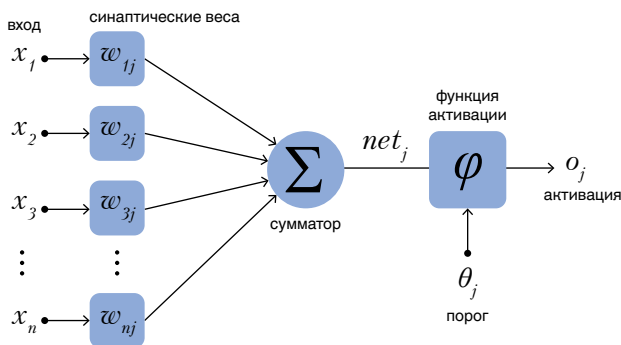 вход
синаптические веса
x₁
w₁ⱼ
x₂
w₂ⱼ
x₃
w₃ⱼ
⋮ ⋮
xₙ
wₙⱼ
Σ
сумматор
netⱼ
функция
активации
φ
oⱼ
активация
θⱼ
порог